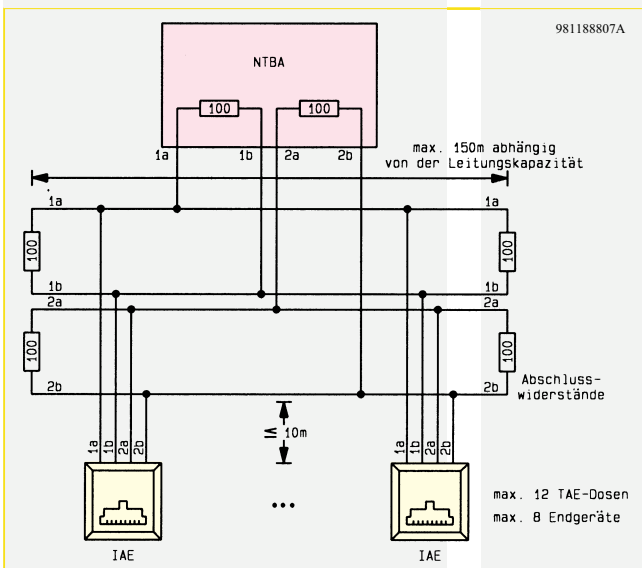 981188807A
NTBA
100
100
1a
1b
2a
2b
max. 150m abhängig
von der Leitungskapazität
1a
1a
100
100
1b
1b
2a
2a
100
100
2b
2b
Abschluss-
widerstände
≤ 10m
1a
1b
2a
2b
1a
1b
2a
2b
...
max. 12 TAE-Dosen
max. 8 Endgeräte
IAE
IAE